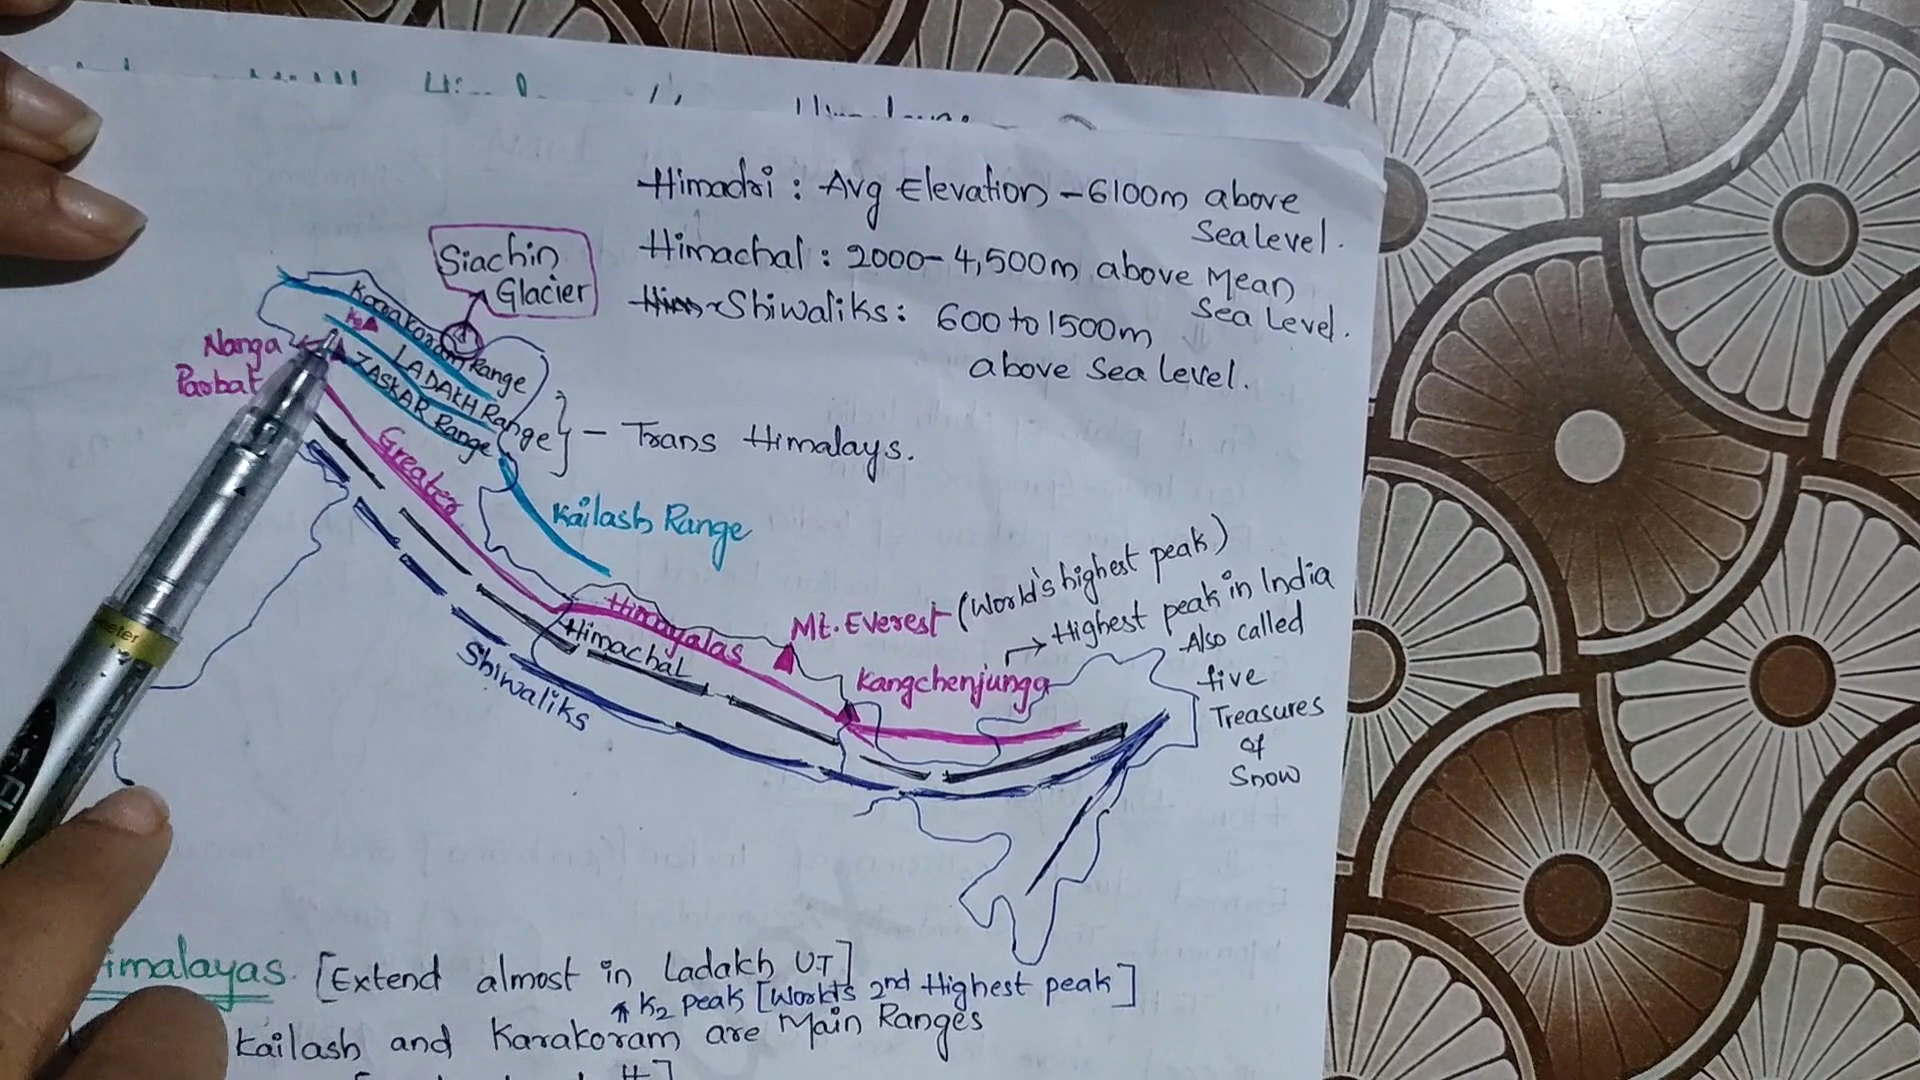 Himadri : Avg Elevation - 6100m above
Sea Level.
Himachal : 2000 - 4,500m above Mean
Sea Level.
Shiwaliks : 600 to 1500m
above Sea level.
Siachin
Glacier
Karakoram Range
K2
LADAKH Range
ZASKAR Range
} - Trans Himalays.
Nanga
Parbat
Greater
Himayalas
Kailash Range
Himachal
Shiwaliks
Mt. Everest (World's highest peak)
Kangchenjunga
→ Highest peak in India
Also called
five
Treasures
of
Snow
imalayas. [Extend almost in Ladakh UT]
K2 peak [World's 2nd Highest peak]
Kailash and Karakoram are Main Ranges